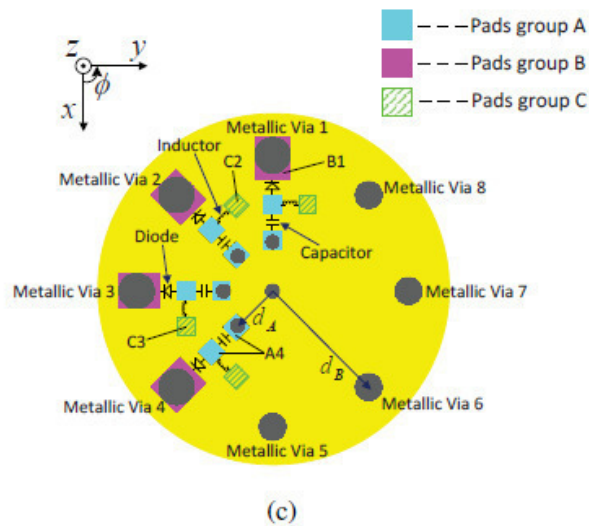 Pads group A
Pads group B
Pads group C
z
y
ϕ
x
Metallic Via 1
Inductor
C2
B1
Metallic Via 2
Metallic Via 8
Diode
Capacitor
Metallic Via 3
Metallic Via 7
d_A
C3
A4
d_B
Metallic Via 4
Metallic Via 6
Metallic Via 5
(c)